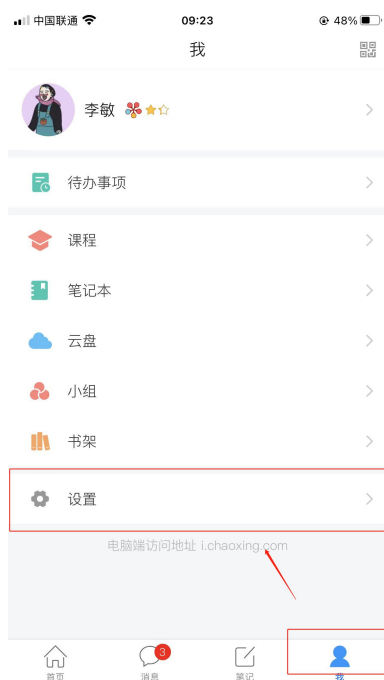 中国联通 09:23 48%
我
李敏
待办事项
课程
笔记本
云盘
小组
书架
设置
电脑端访问地址 i.chaoxing.com
3
首页 消息 笔记 我